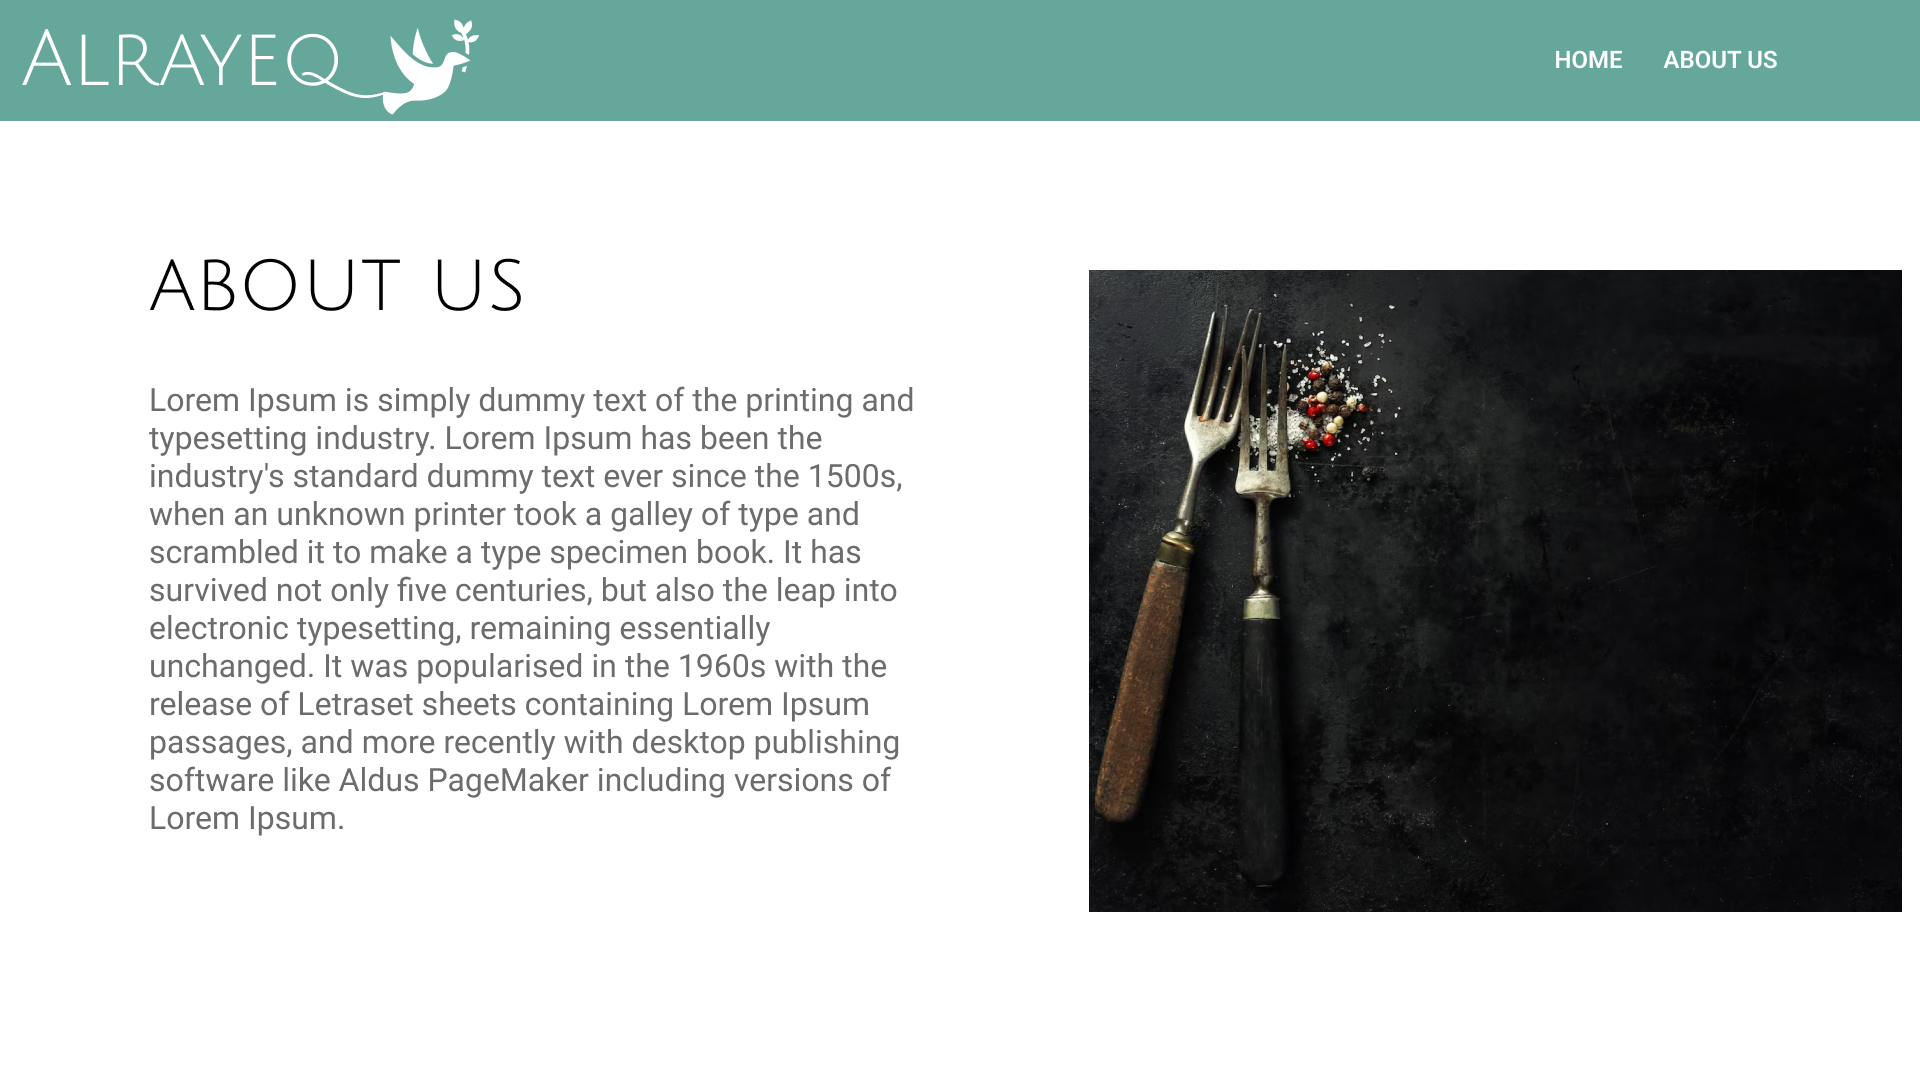 ALRAYEQ
HOME
ABOUT US
ABOUT US
Lorem Ipsum is simply dummy text of the printing and
typesetting industry. Lorem Ipsum has been the
industry's standard dummy text ever since the 1500s,
when an unknown printer took a galley of type and
scrambled it to make a type specimen book. It has
survived not only five centuries, but also the leap into
electronic typesetting, remaining essentially
unchanged. It was popularised in the 1960s with the
release of Letraset sheets containing Lorem Ipsum
passages, and more recently with desktop publishing
software like Aldus PageMaker including versions of
Lorem Ipsum.